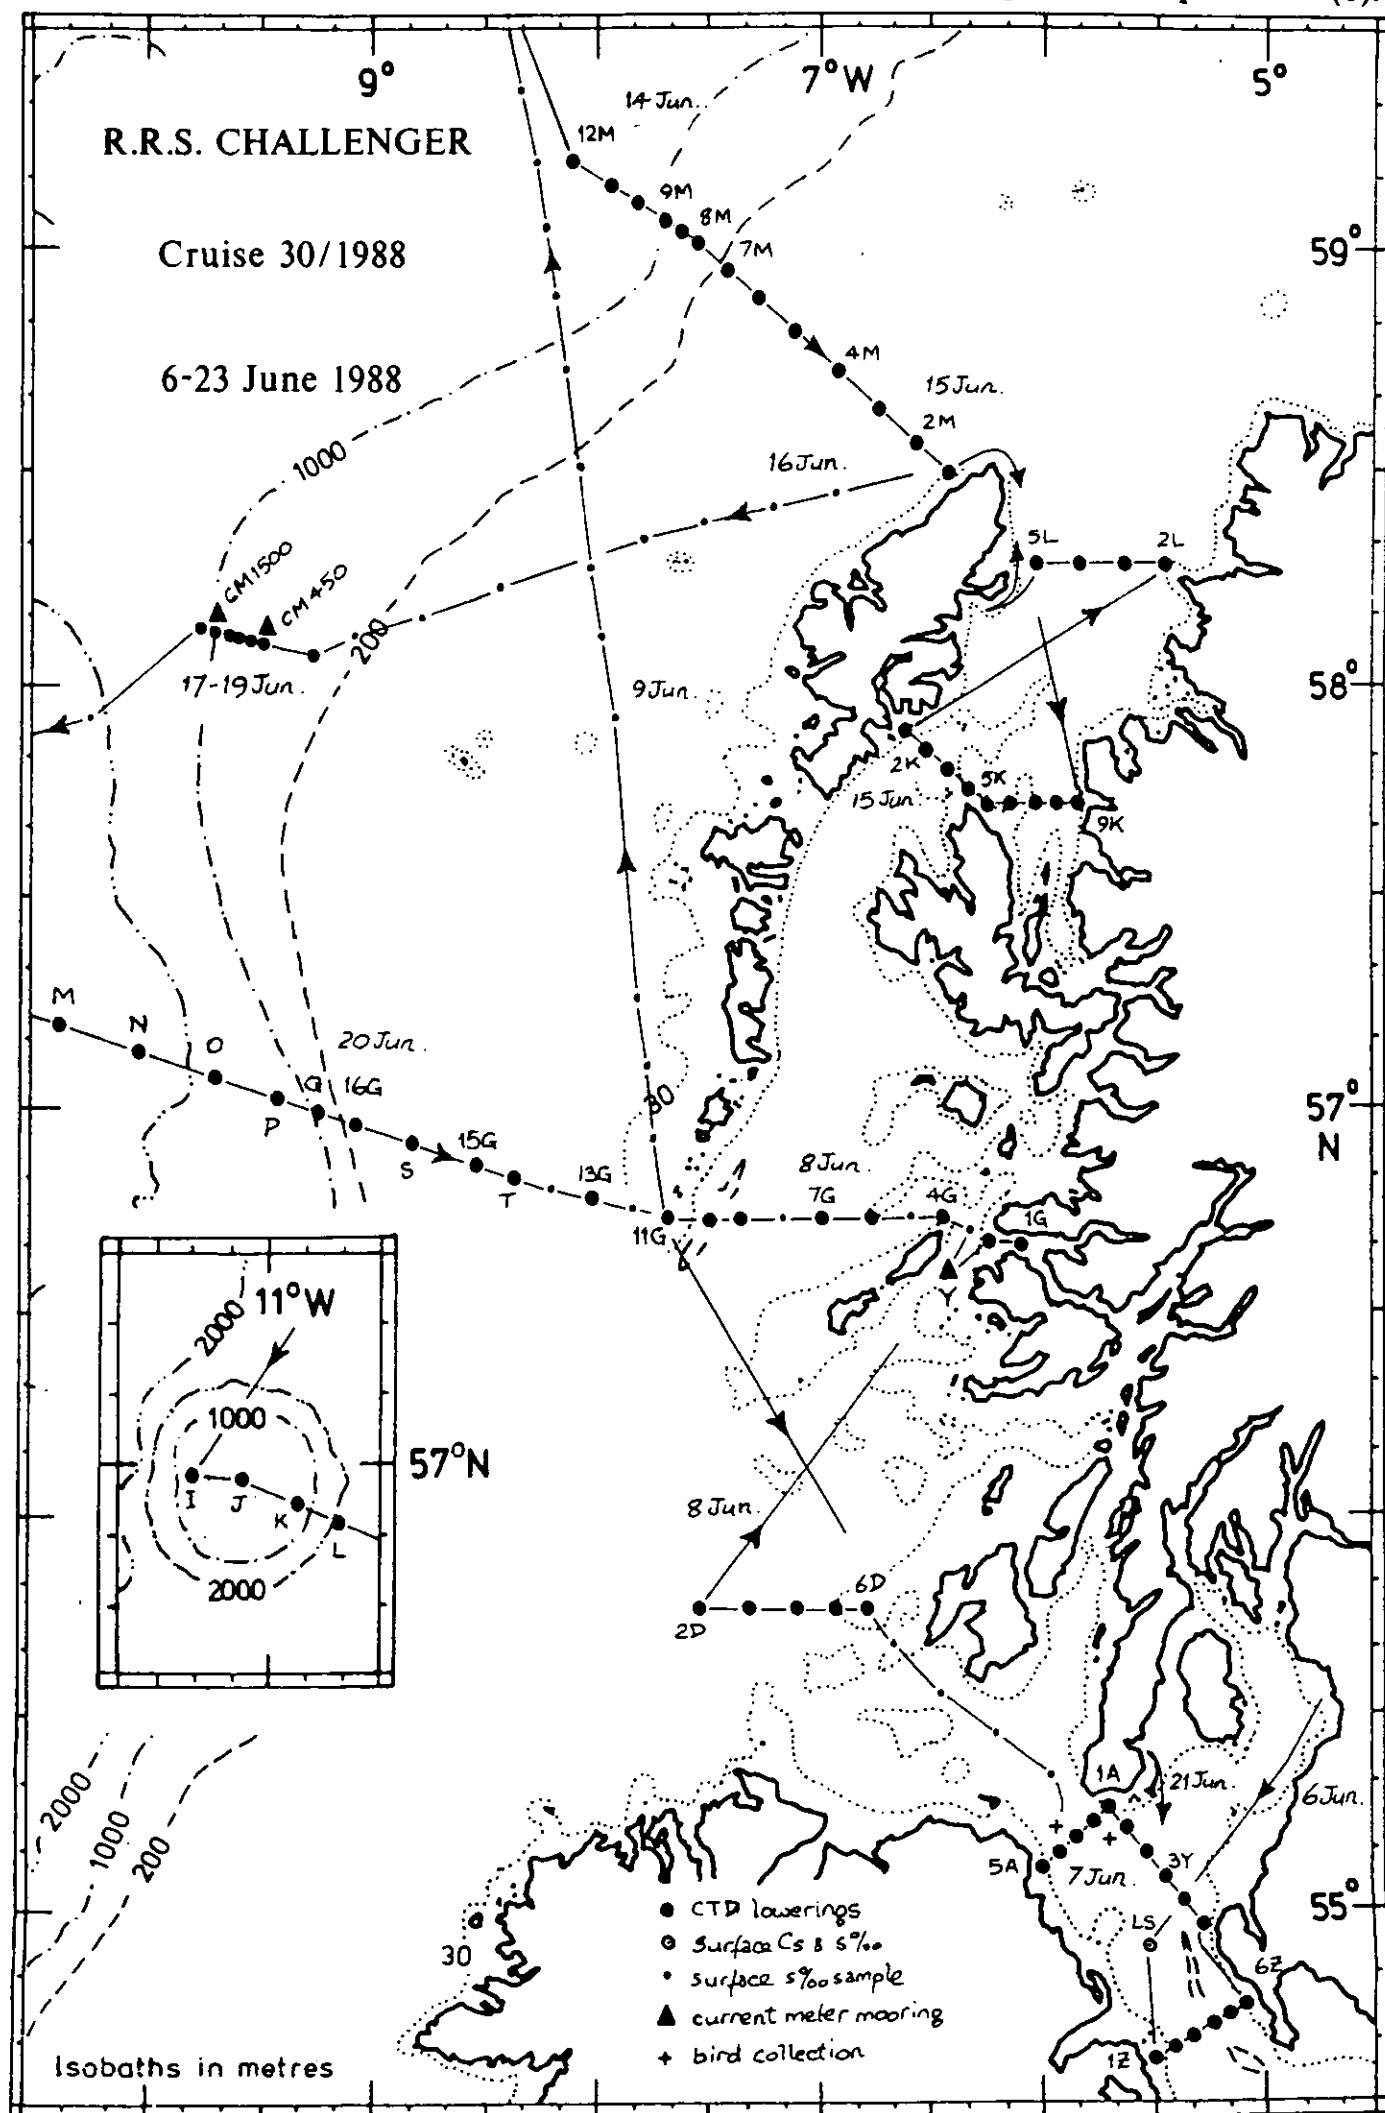 (
9°
7°W
5°
R.R.S. CHALLENGER
14 Jun.
12M
9M
8M
Cruise 30/1988
7M
59°
6-23 June 1988
4M
15 Jun.
2M
1000
16 Jun.
5L
2L
CM1500
CM450
200
17-19 Jun.
9 Jun.
58°
2K
5K
15 Jun.
9K
M
N
O
20 Jun.
P
16G
30
57°
N
S
15G
T
13G
8 Jun.
7G
4G
1G
11G
Y
11°W
2000
1000
57°N
I
J
K
L
2000
8 Jun.
6D
2D
1A
21 Jun.
6 Jun.
2000
1000
200
5A
7 Jun.
3Y
55°
LS
6Z
30
CTD lowerings
Surface Cs & S‰
surface s‰ sample
current meter mooring
bird collection
1Z
Isobaths in metres